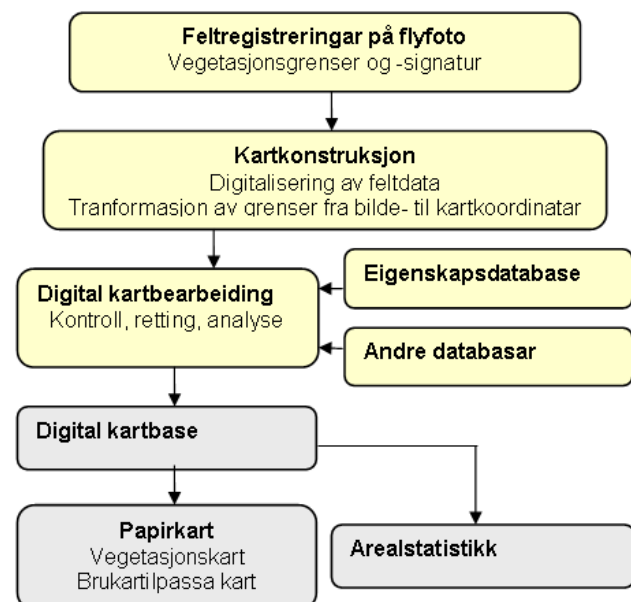 Feltregistreringar på flyfoto
Vegetasjonsgrenser og -signatur
Kartkonstruksjon
Digitalisering av feltdata
Tranformasjon av grenser fra bilde- til kartkoordinatar
Digital kartbearbeiding
Kontroll, retting, analyse
Eigenskapsdatabase
Andre databasar
Digital kartbase
Papirkart
Vegetasjonskart
Brukartilpassa kart
Arealstatistikk